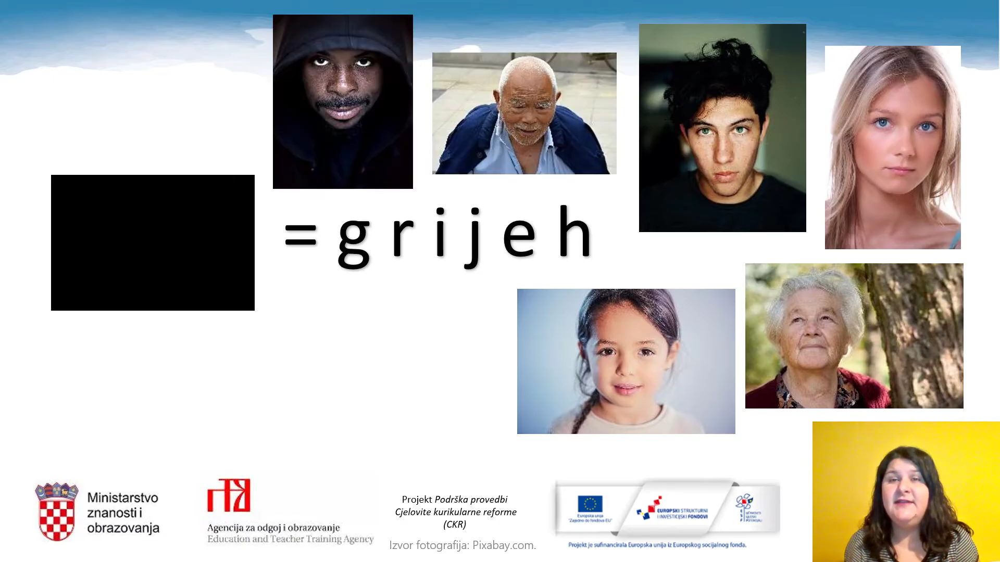 = g r i j e h
Ministarstvo
znanosti i
obrazovanja
Agencija za odgoj i obrazovanje
Education and Teacher Training Agency
Projekt Podrška provedbi
Cjelovite kurikularne reforme
(CKR)
Izvor fotografija: Pixabay.com.
Europska unija
"Zajedno do fondova EU"
EUROPSKI STRUKTURNI
I INVESTICIJSKI FONDOVI
Projekt je sufinancirala Europska unija iz Europskog socijalnog fonda.